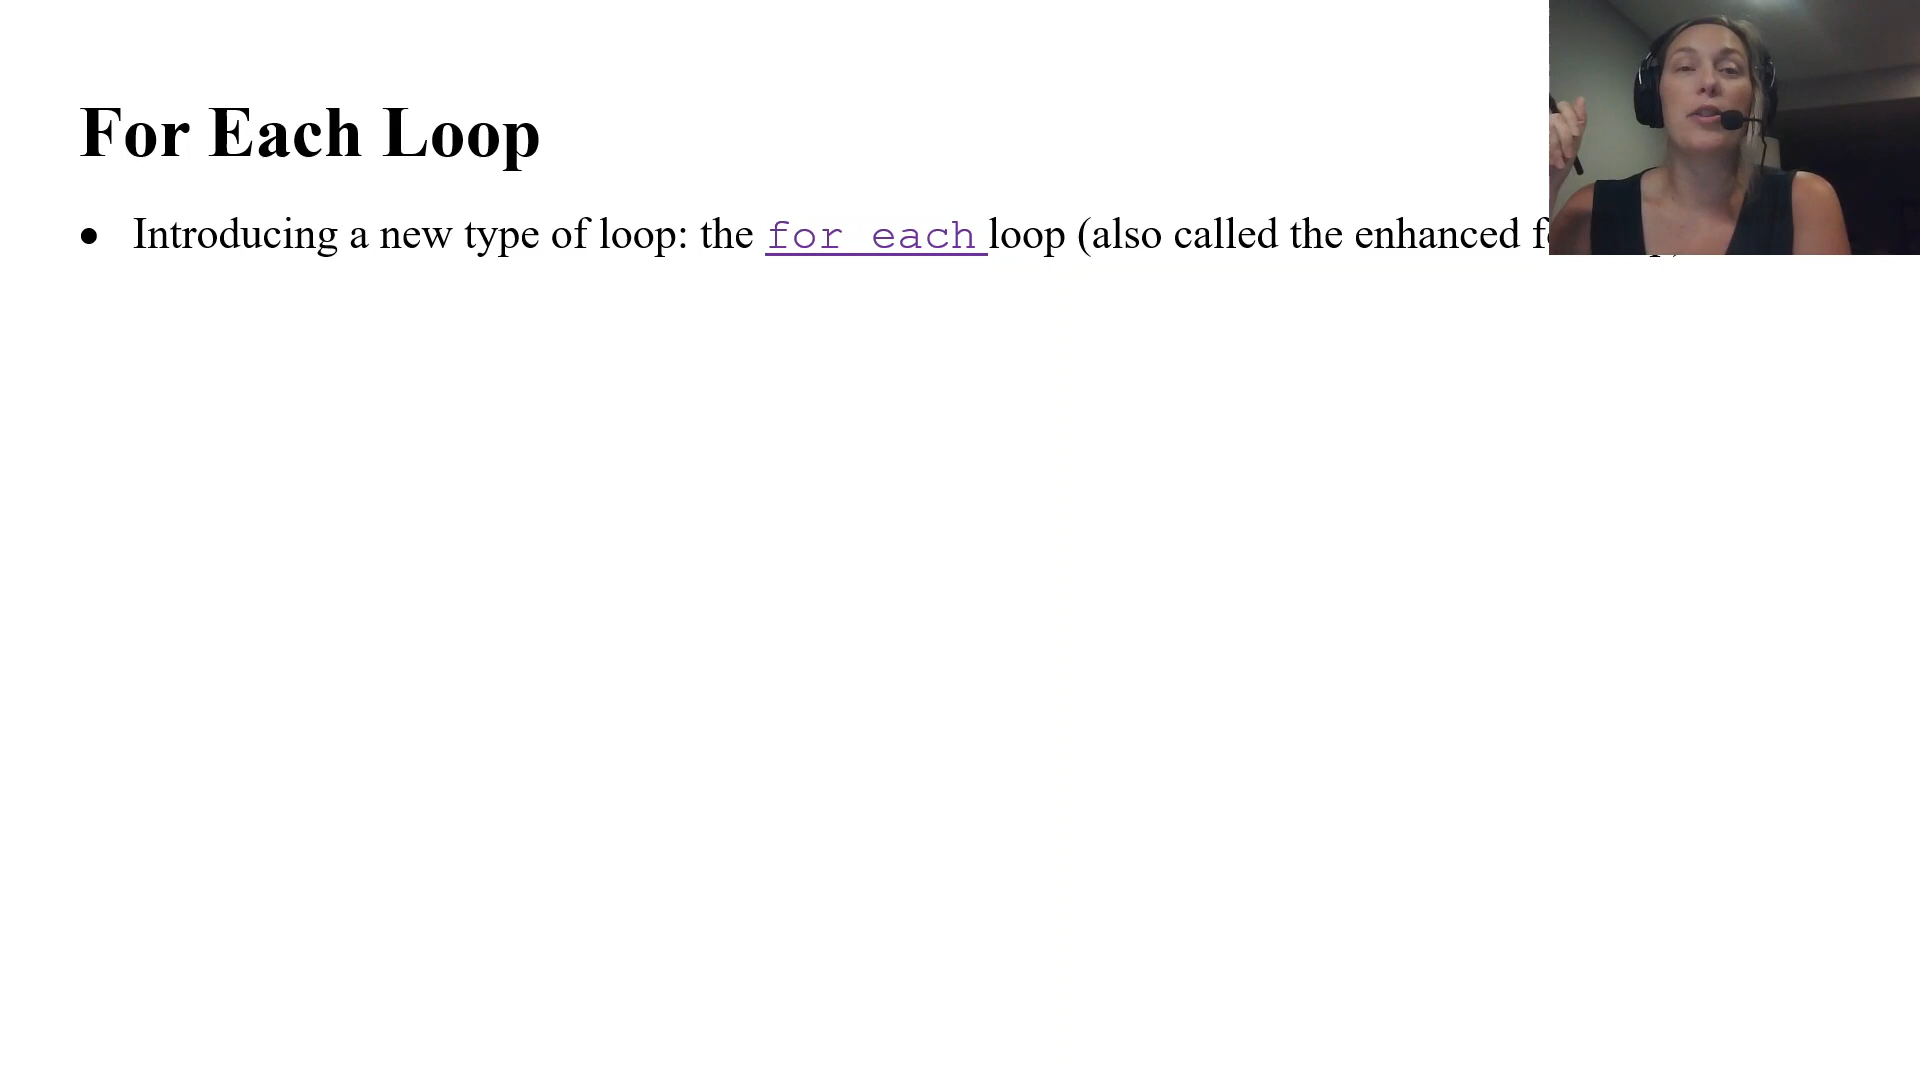 For Each Loop
● Introducing a new type of loop: the for each loop (also called the enhanced